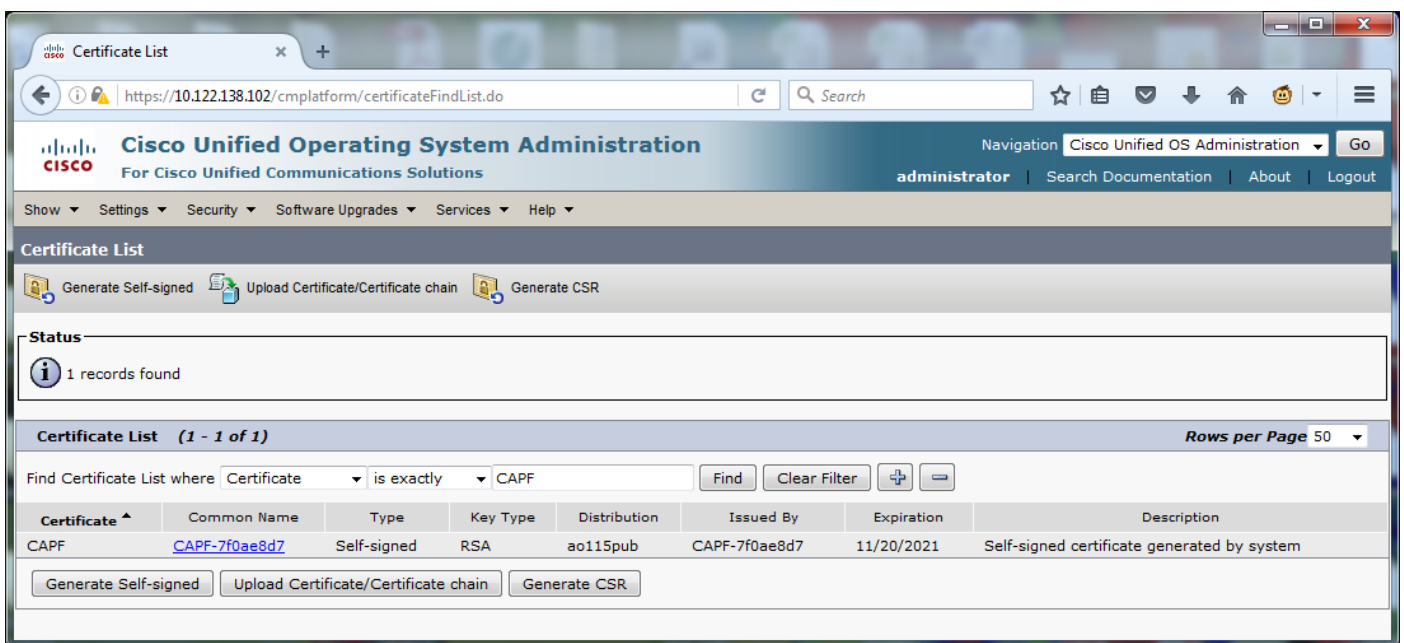 Certificate List
https://10.122.138.102/cmplatform/certificateFindList.do
Search
CISCO
Cisco Unified Operating System Administration
For Cisco Unified Communications Solutions
Navigation Cisco Unified OS Administration Go
administrator | Search Documentation | About | Logout
Show Settings Security Software Upgrades Services Help
Certificate List
Generate Self-signed Upload Certificate/Certificate chain Generate CSR
Status
1 records found
Certificate List (1 - 1 of 1) Rows per Page 50
Find Certificate List where Certificate is exactly CAPF Find Clear Filter
Certificate Common Name Type Key Type Distribution Issued By Expiration Description
CAPF CAPF-7f0ae8d7 Self-signed RSA ao115pub CAPF-7f0ae8d7 11/20/2021 Self-signed certificate generated by system
Generate Self-signed Upload Certificate/Certificate chain Generate CSR